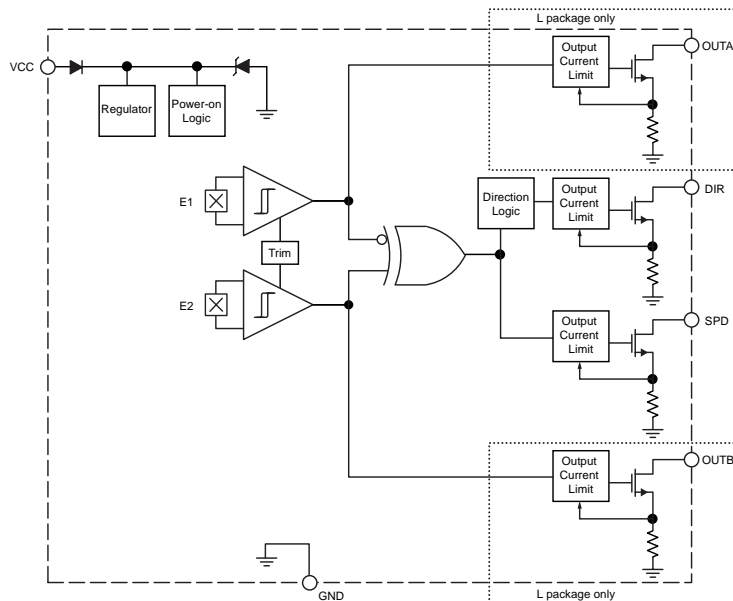 L package only
VCC
Regulator
Power-on
Logic
Output
Current
Limit
OUTA
E1
Trim
E2
Direction
Logic
Output
Current
Limit
DIR
Output
Current
Limit
SPD
Output
Current
Limit
OUTB
GND
L package only